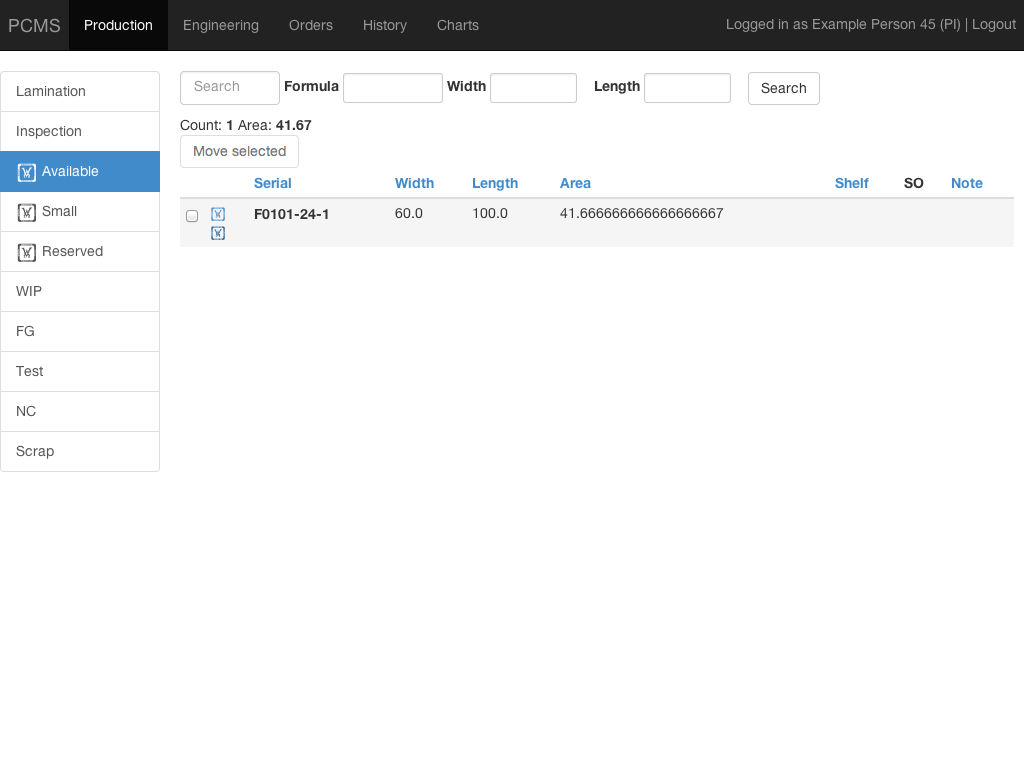 PCMS Production Engineering Orders History Charts Logged in as Example Person 45 (PI) | Logout
Lamination
Inspection
Available
Small
Reserved
WIP
FG
Test
NC
Scrap
Search Formula Width Length Search
Count: 1 Area: 41.67
Move selected
Serial Width Length Area Shelf SO Note
F0101-24-1 60.0 100.0 41.666666666666666667